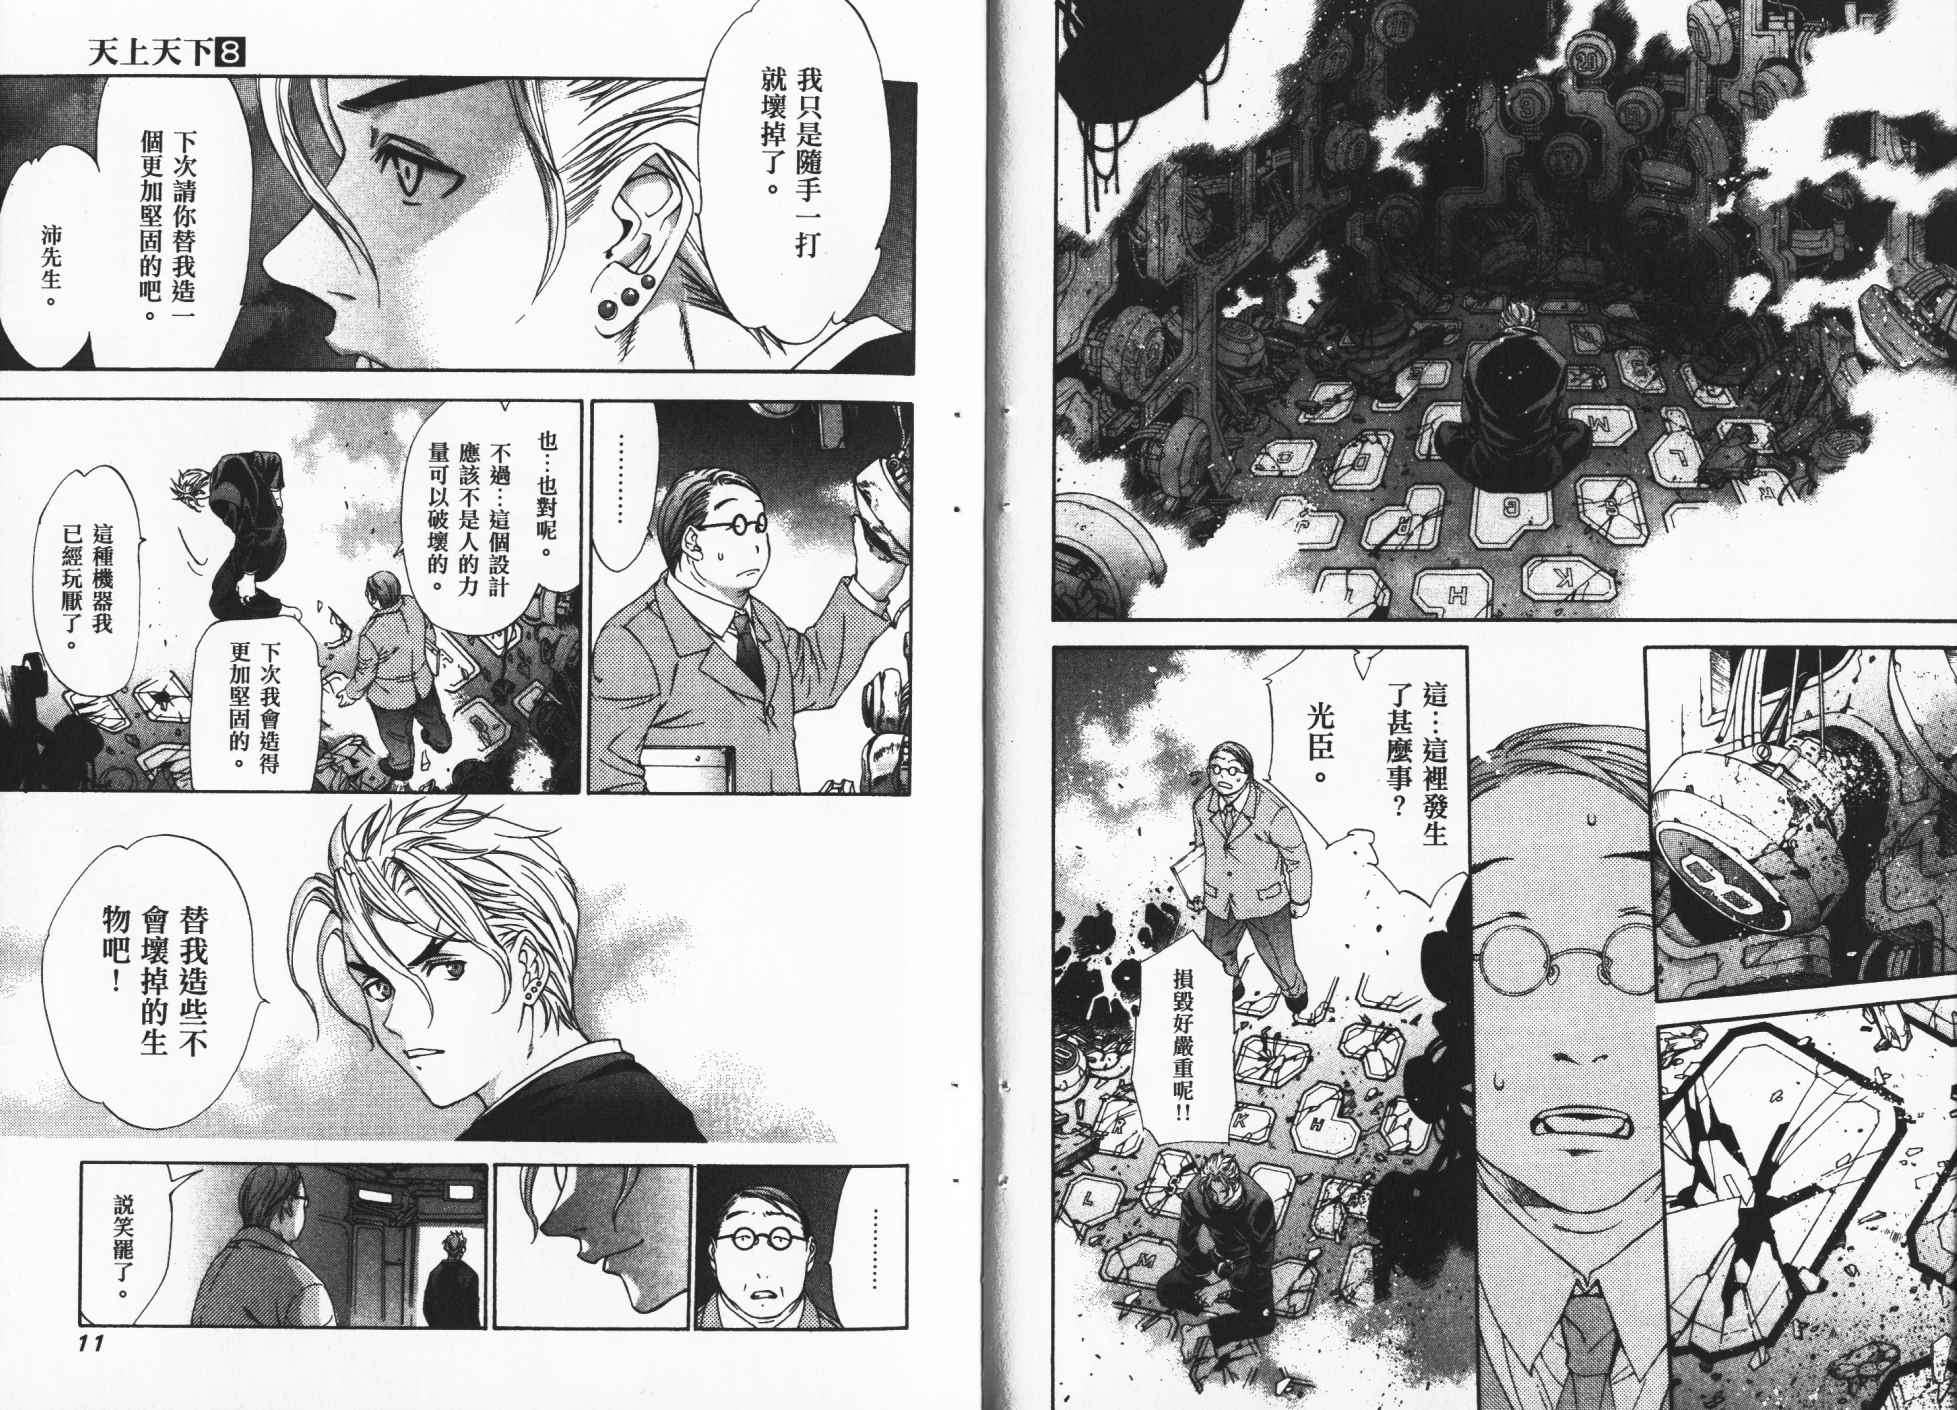 這…這裡發生
了甚麼事?
光臣。
損毀好嚴重呢!!
天上天下8
我只是隨手一打
就壞掉了。
下次請你替我造一
個更加堅固的吧。
沛先生。
…………
也…也對呢。
不過…這個設計
應該不是人的力
量可以破壞的。
下次我會造得
更加堅固的。
這種機器我
已經玩厭了。
替我造些不
會壞掉的生
物吧!
…………
説笑罷了。
11